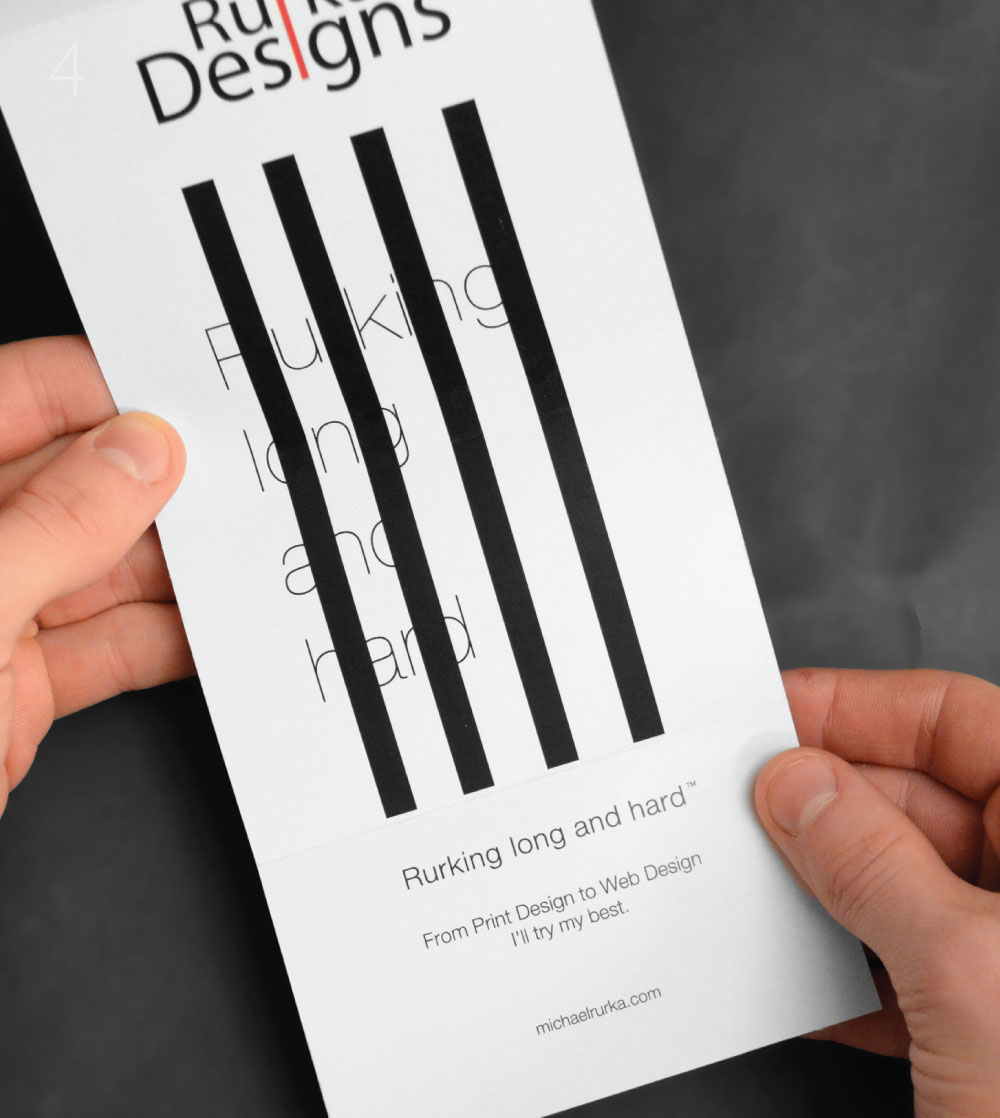 4
Designs
Rurking
long
and
hard
Rurking long and hard™
From Print Design to Web Design
I'll try my best.
michaelrurka.com